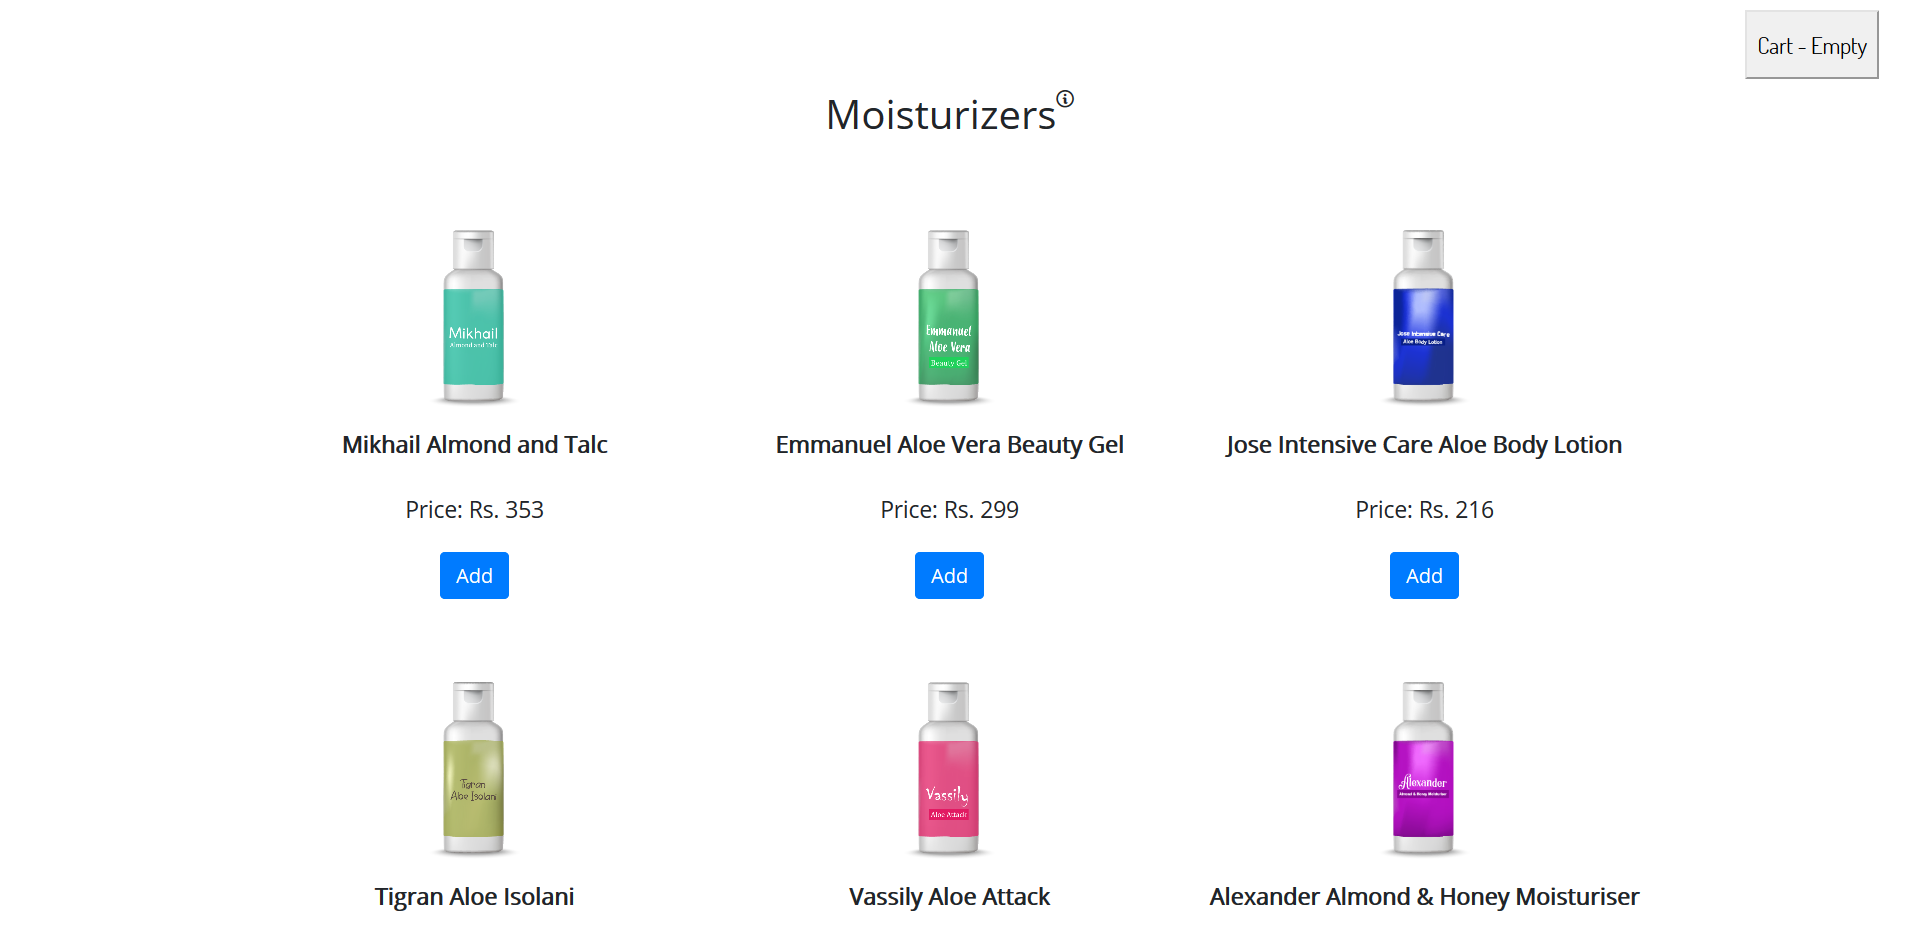 Cart - Empty
Moisturizers
Mikhail
Almond and Talc
Emmanuel
Aloe Vera
Beauty Gel
Jose Intensive Care
Aloe Body Lotion
Mikhail Almond and Talc
Emmanuel Aloe Vera Beauty Gel
Jose Intensive Care Aloe Body Lotion
Price: Rs. 353
Price: Rs. 299
Price: Rs. 216
Add
Add
Add
Tigran
Aloe Isolani
Vassily
Aloe Attack
Alexander
Almond & Honey Moisturiser
Tigran Aloe Isolani
Vassily Aloe Attack
Alexander Almond & Honey Moisturiser